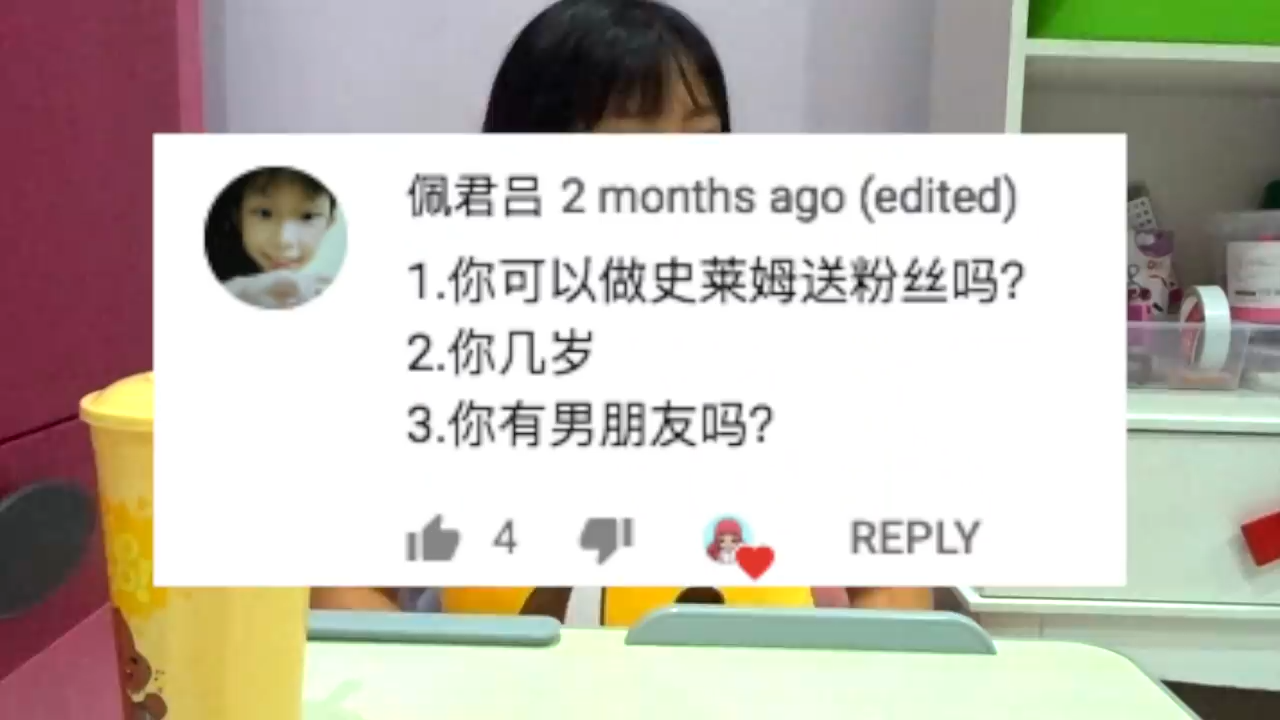 佩君吕 2 months ago (edited)
1.你可以做史莱姆送粉丝吗?
2.你几岁
3.你有男朋友吗?
4 REPLY